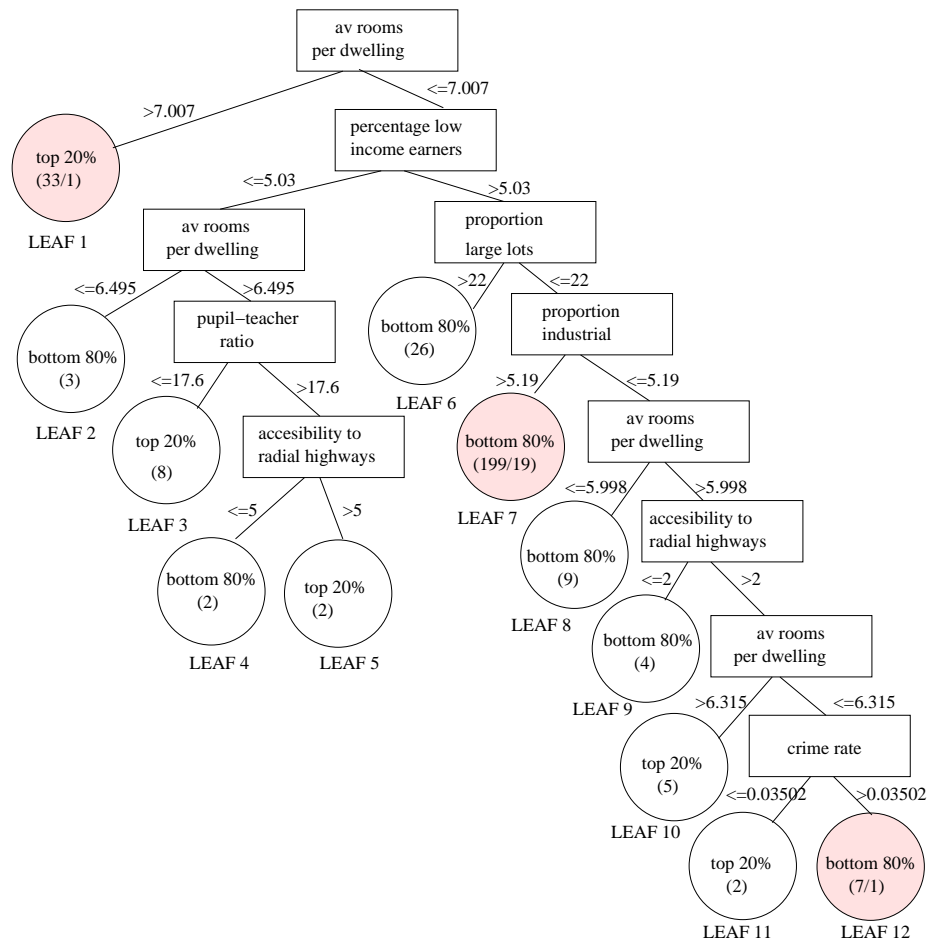 av rooms
per dwelling
>7.007
<=7.007
top 20%
(33/1)
LEAF 1
percentage low
income earners
<=5.03
>5.03
av rooms
per dwelling
proportion
large lots
<=6.495
>6.495
>22
<=22
bottom 80%
(3)
LEAF 2
pupil−teacher
ratio
bottom 80%
(26)
LEAF 6
proportion
industrial
<=17.6
>17.6
>5.19
<=5.19
top 20%
(8)
LEAF 3
accesibility to
radial highways
bottom 80%
(199/19)
LEAF 7
av rooms
per dwelling
<=5
>5
<=5.998
>5.998
bottom 80%
(2)
LEAF 4
top 20%
(2)
LEAF 5
bottom 80%
(9)
LEAF 8
accesibility to
radial highways
<=2
>2
bottom 80%
(4)
LEAF 9
av rooms
per dwelling
>6.315
<=6.315
top 20%
(5)
LEAF 10
crime rate
<=0.03502
>0.03502
top 20%
(2)
LEAF 11
bottom 80%
(7/1)
LEAF 12